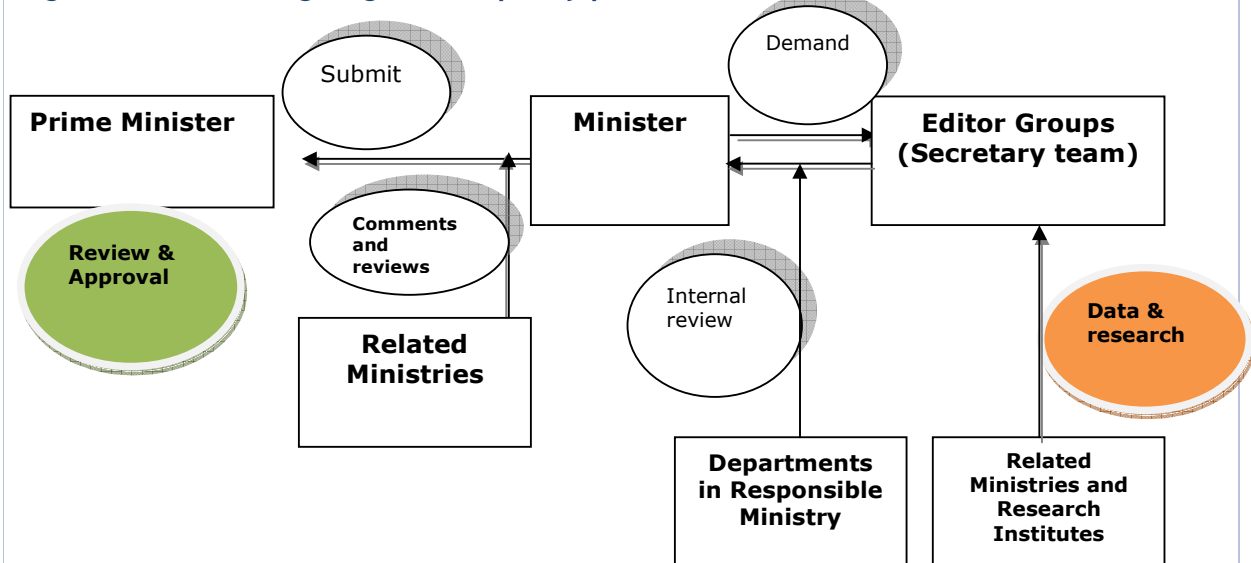 Demand
Submit
Prime Minister
Minister
Editor Groups
(Secretary team)
Comments
and
reviews
Review &
Approval
Internal
review
Data &
research
Related
Ministries
Departments
in Responsible
Ministry
Related
Ministries and
Research
Institutes